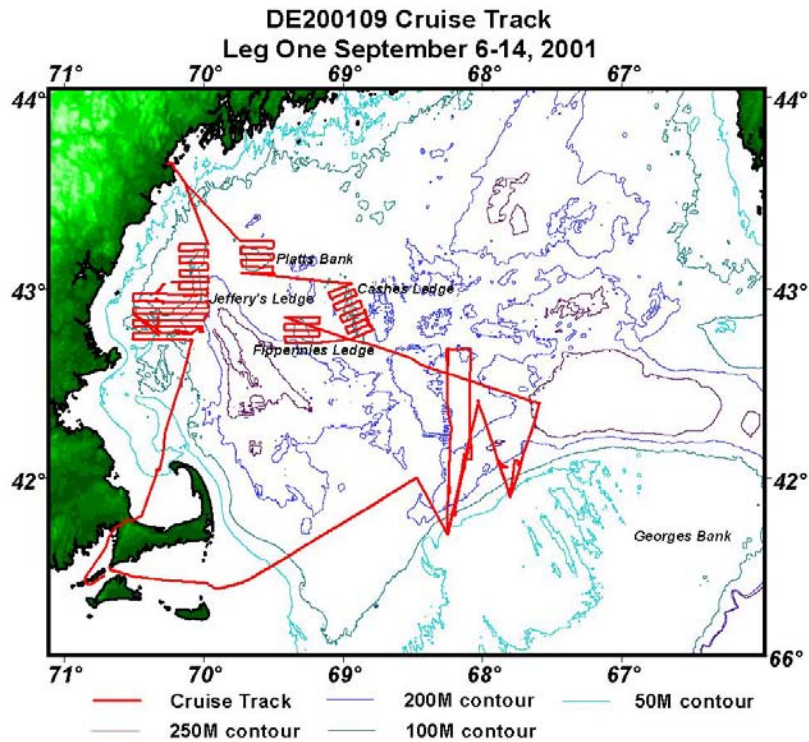 DE200109 Cruise Track
Leg One September 6-14, 2001
71° 70° 69° 68° 67°
44° 44°
Platts Bank
43° 43°
Cashes Ledge
Jeffery's Ledge
Fippennies Ledge
42° 42°
Georges Bank
66°
71° 70° 69° 68° 67°
Cruise Track 200M contour 50M contour
250M contour 100M contour